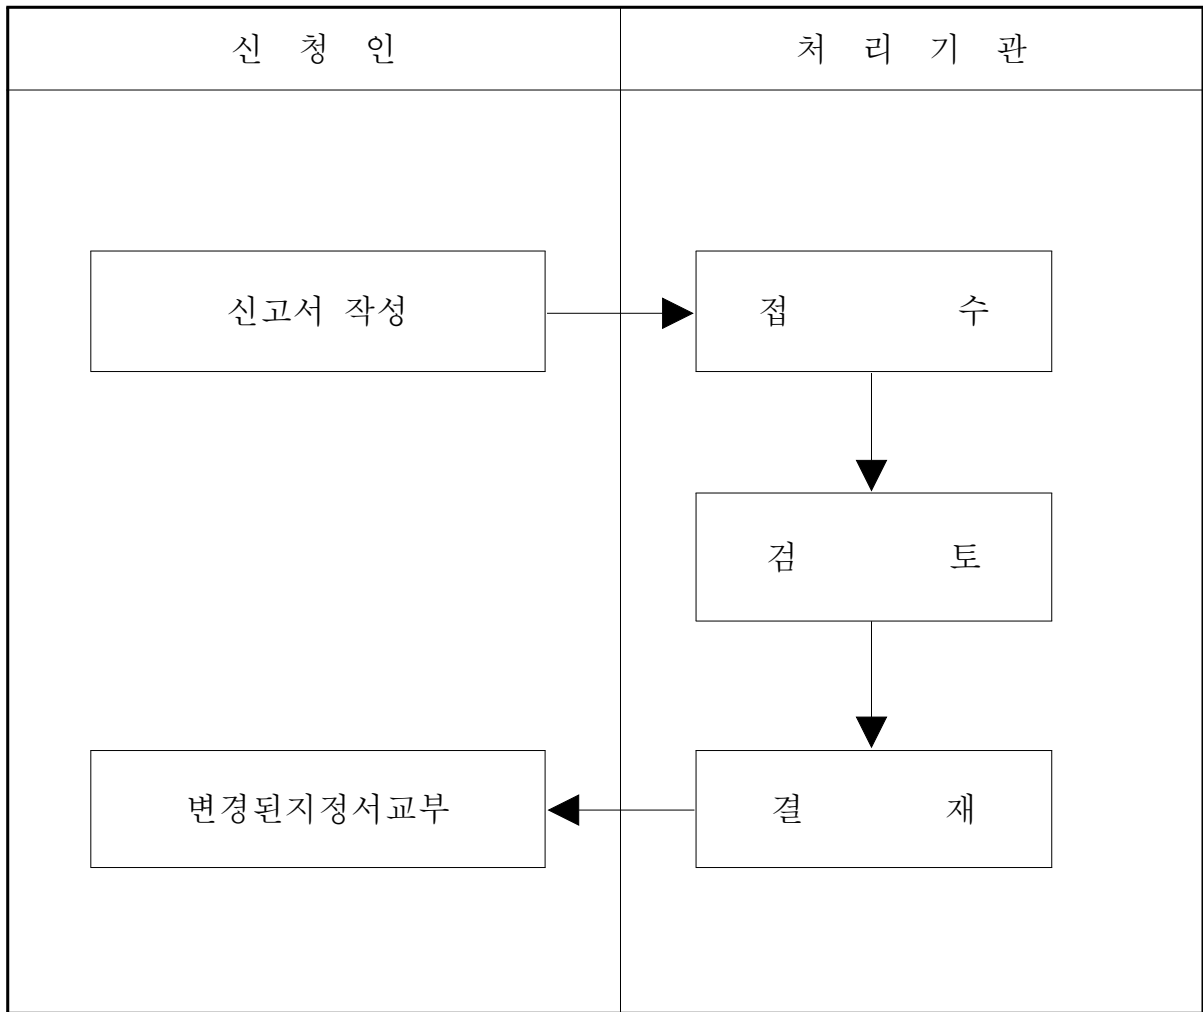 신 청 인
처 리 기 관
신고서 작성
접 수
검 토
결 재
변경된지정서교부